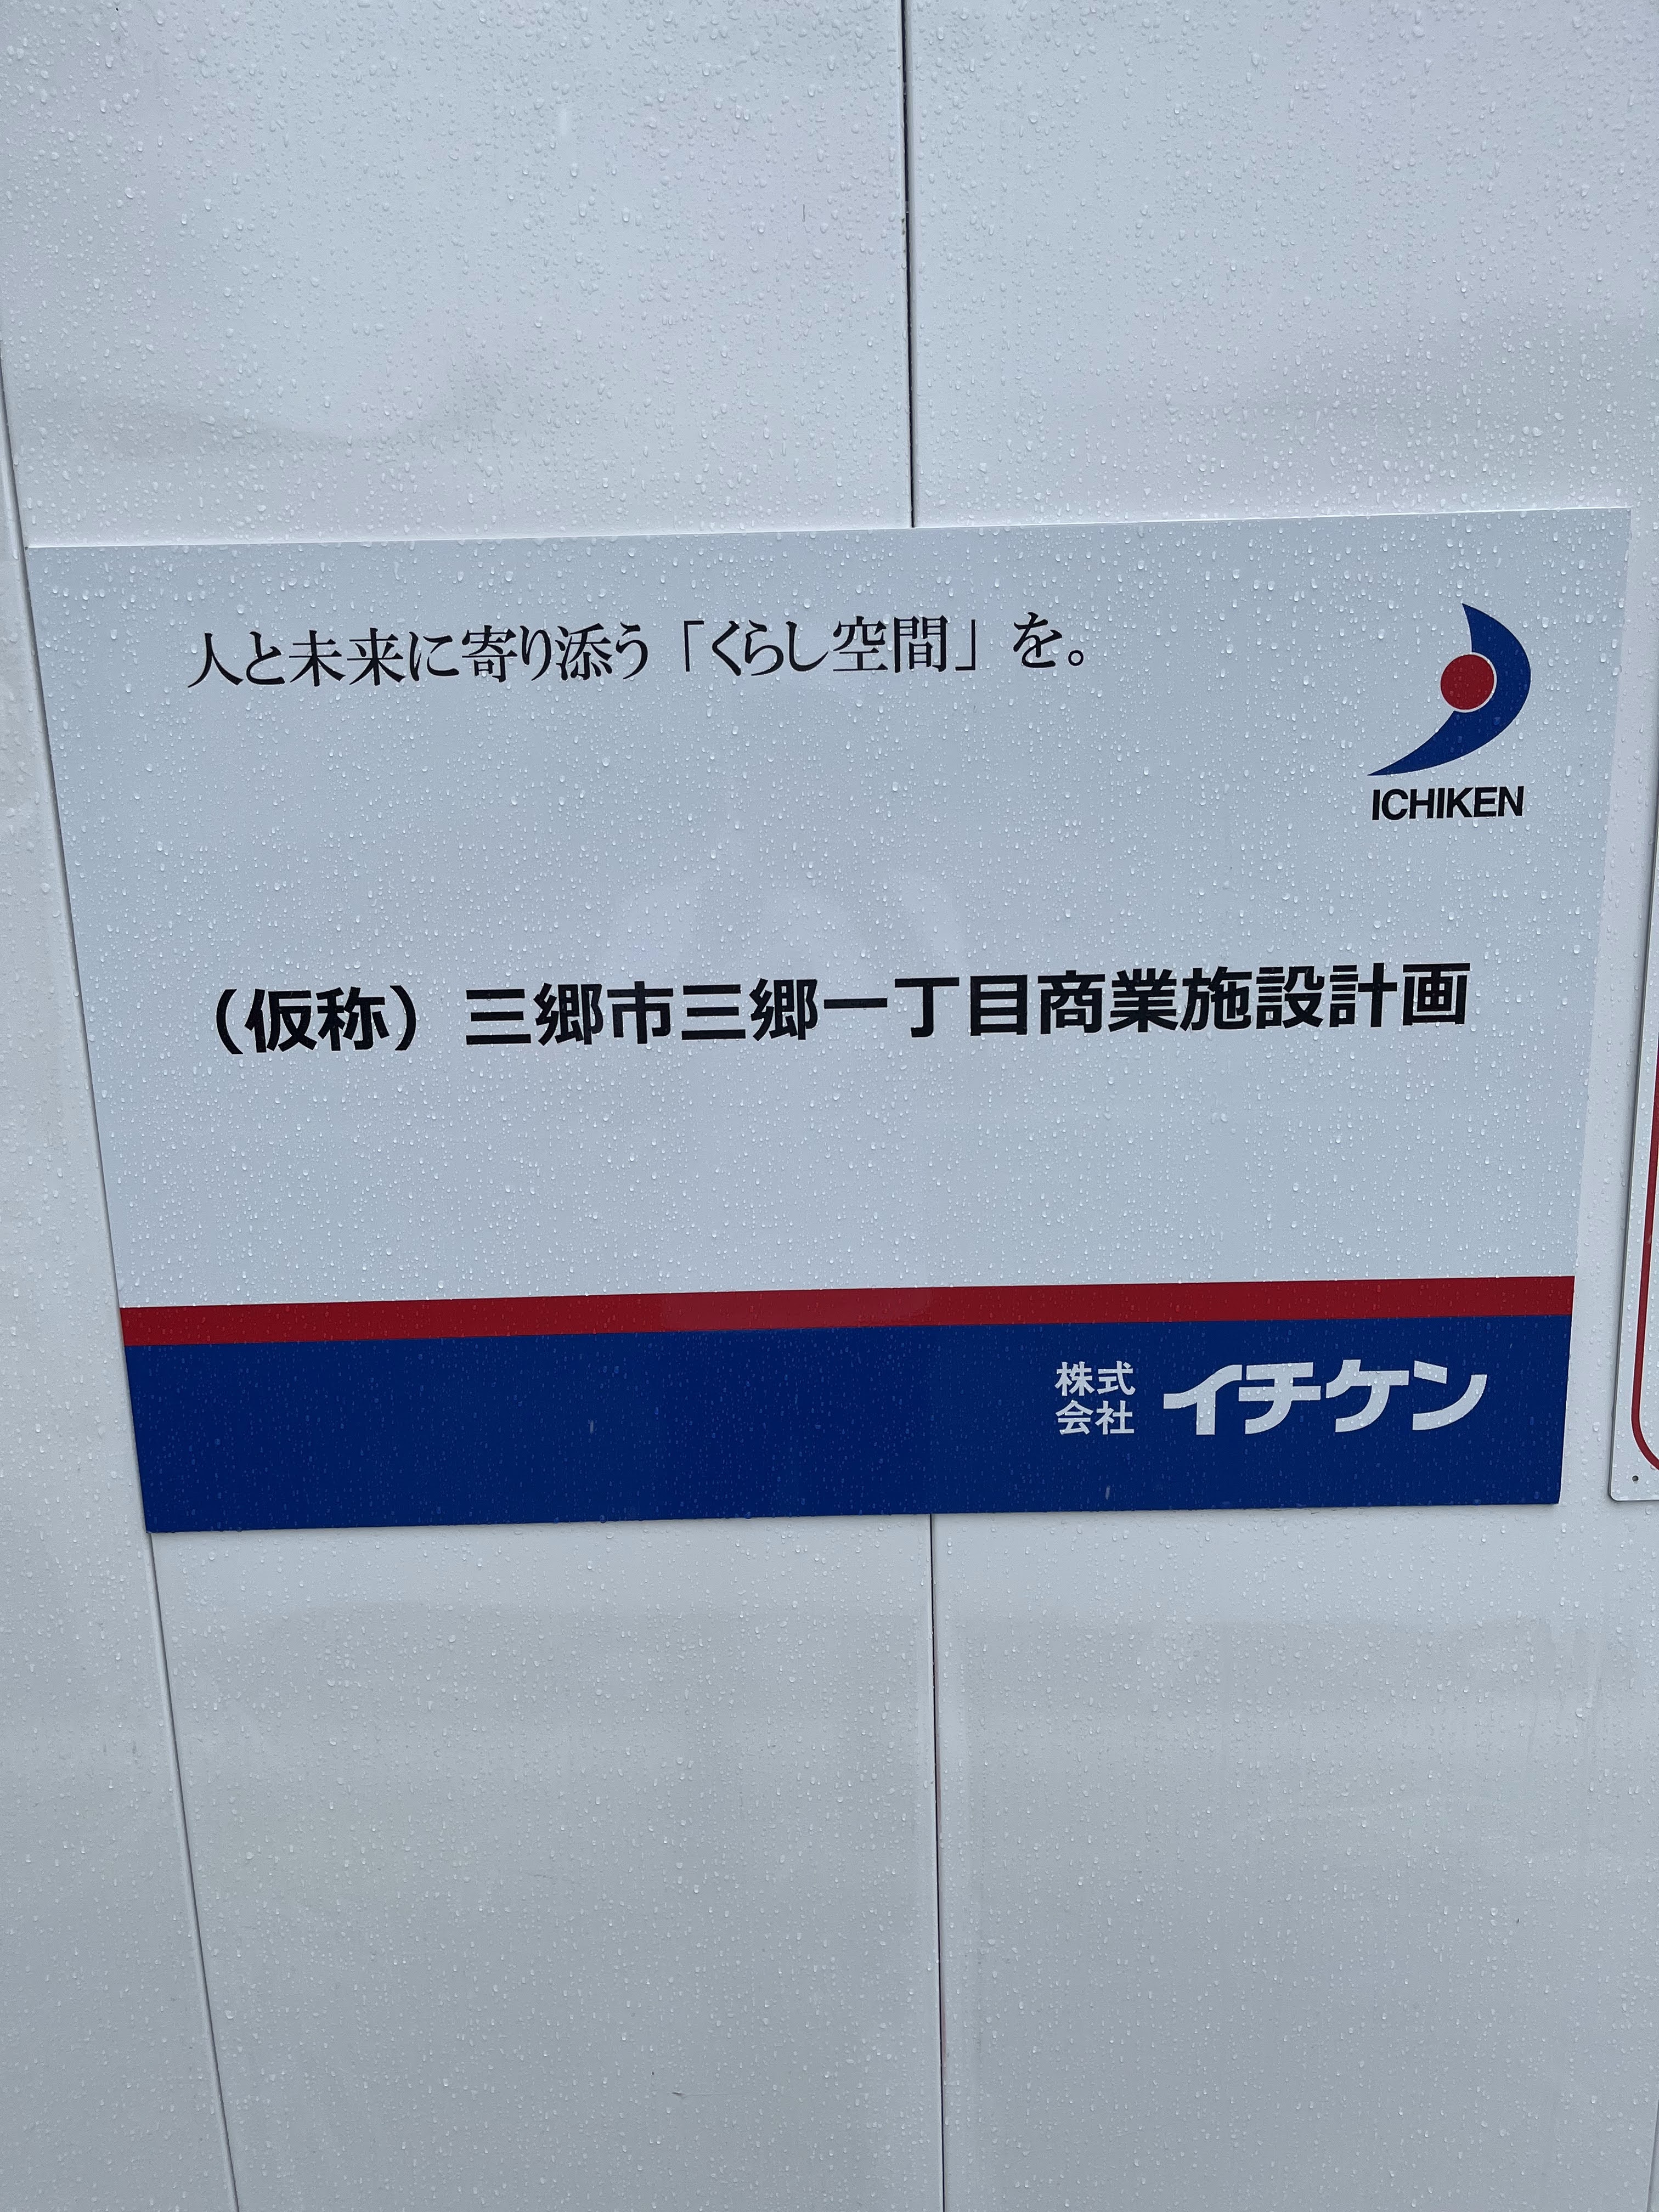 人と未来に寄り添う「くらし空間」を。
ICHIKEN
（仮称）三郷市三郷一丁目商業施設計画
株式
会社
イチケン